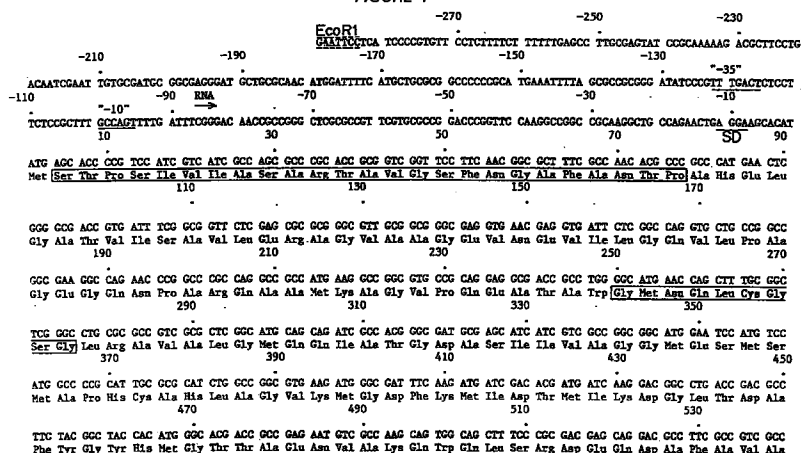 EcoR1 -270 -250 -230
GAATTCCTCA TCCCCGTGTT CCTCTTTTCT TTTTTGAGCC TTGCGAGTAT CCGCAAAAAG ACGCTTCCTG
-210 -190 -170 -150 -130 "-35"
ACAATCGAAT TGTGCGATGC GGCGAGGGAT GCTGCGCAAC ATGGATTTTC ATGCTGCGCG GCCCCCCGCA TGAAATTTTA GCGCCGCGGG ATATCCCGTT TGACTCTCCT
-110 "-10" -90 RNA -70 -50 -30 -10
TCTCCGCTTT GCCAGTTTTG ATTTCGGGAC AACGCCGGGG CTCGCGCCGT TCGTGCGCCG GACCCGGTTC CAAGGCCGGC CGCAAGGCTG CCAGAACTGA GGAAGCACAT
10 30 50 70 SD 90
ATG AGC ACC CCG TCC ATC GTC ATC GCC AGC GCC CGC ACC GCG GTC GGT TCC TTC AAC GGC GCT TTC GCC AAC ACG CCC GCC CAT GAA CTG
Met Ser Thr Pro Ser Ile Val Ile Ala Ser Ala Arg Thr Ala Val Gly Ser Phe Asn Gly Ala Phe Ala Asn Thr Pro Ala His Glu Leu
110 130 150 170
GGG GCG ACC GTG ATT TCG GCG GTT CTC GAG CGC GCG GGC GTT GCG GCG GGC GAG GTG AAC GAG GTG ATT CTC GGC CAG GTG CTG CCG GCC
Gly Ala Thr Val Ile Ser Ala Val Leu Glu Arg Ala Gly Val Ala Ala Gly Glu Val Asn Glu Val Ile Leu Gly Gln Val Leu Pro Ala
190 210 230 250 270
GGC GAA GGC CAG AAC CCG GCC CGC CAG GCC GCC ATG AAG GCC GGC GTG CCG CAG GAG GCG ACC GCC TGG GGC ATG AAC CAG CTT TGC GGC
Gly Glu Gly Gln Asn Pro Ala Arg Gln Ala Ala Met Lys Ala Gly Val Pro Gln Glu Ala Thr Ala Trp Gly Met Asn Gln Leu Cys Gly
290 310 330 350
TCG GGC CTG CGC GCC GTC GCG CTC GGC ATG CAG CAG ATC GCC ACG GGC GAT GCG AGC ATC ATC GTC GCC GGC GGC ATG GAA TCC ATG TCC
Ser Gly Leu Arg Ala Val Ala Leu Gly Met Gln Gln Ile Ala Thr Gly Asp Ala Ser Ile Ile Val Ala Gly Gly Met Glu Ser Met Ser
370 390 410 430 450
ATG GCC CCG CAT TGC GCG CAT CTG GCC GGC GTG AAG ATG GGC GAT TTC AAG ATG ATC GAC ACG ATG ATC AAG GAC GGC CTG ACC GAC GCC
Met Ala Pro His Cys Ala His Leu Ala Gly Val Lys Met Gly Asp Phe Lys Met Ile Asp Thr Met Ile Lys Asp Gly Leu Thr Asp Ala
470 490 510 530
TTC TAC GGC TAC CAC ATG GGC ACG ACC GCC GAG AAT GTC GCC AAG CAG TGG CAG CTT TCC CGC GAC GAG CAG GAC GCC TTC GCC GTC GCC
Phe Tyr Gly Tyr His Met Gly Thr Thr Ala Glu Asn Val Ala Lys Gln Trp Gln Leu Ser Arg Asp Glu Gln Asp Ala Phe Ala Val Ala